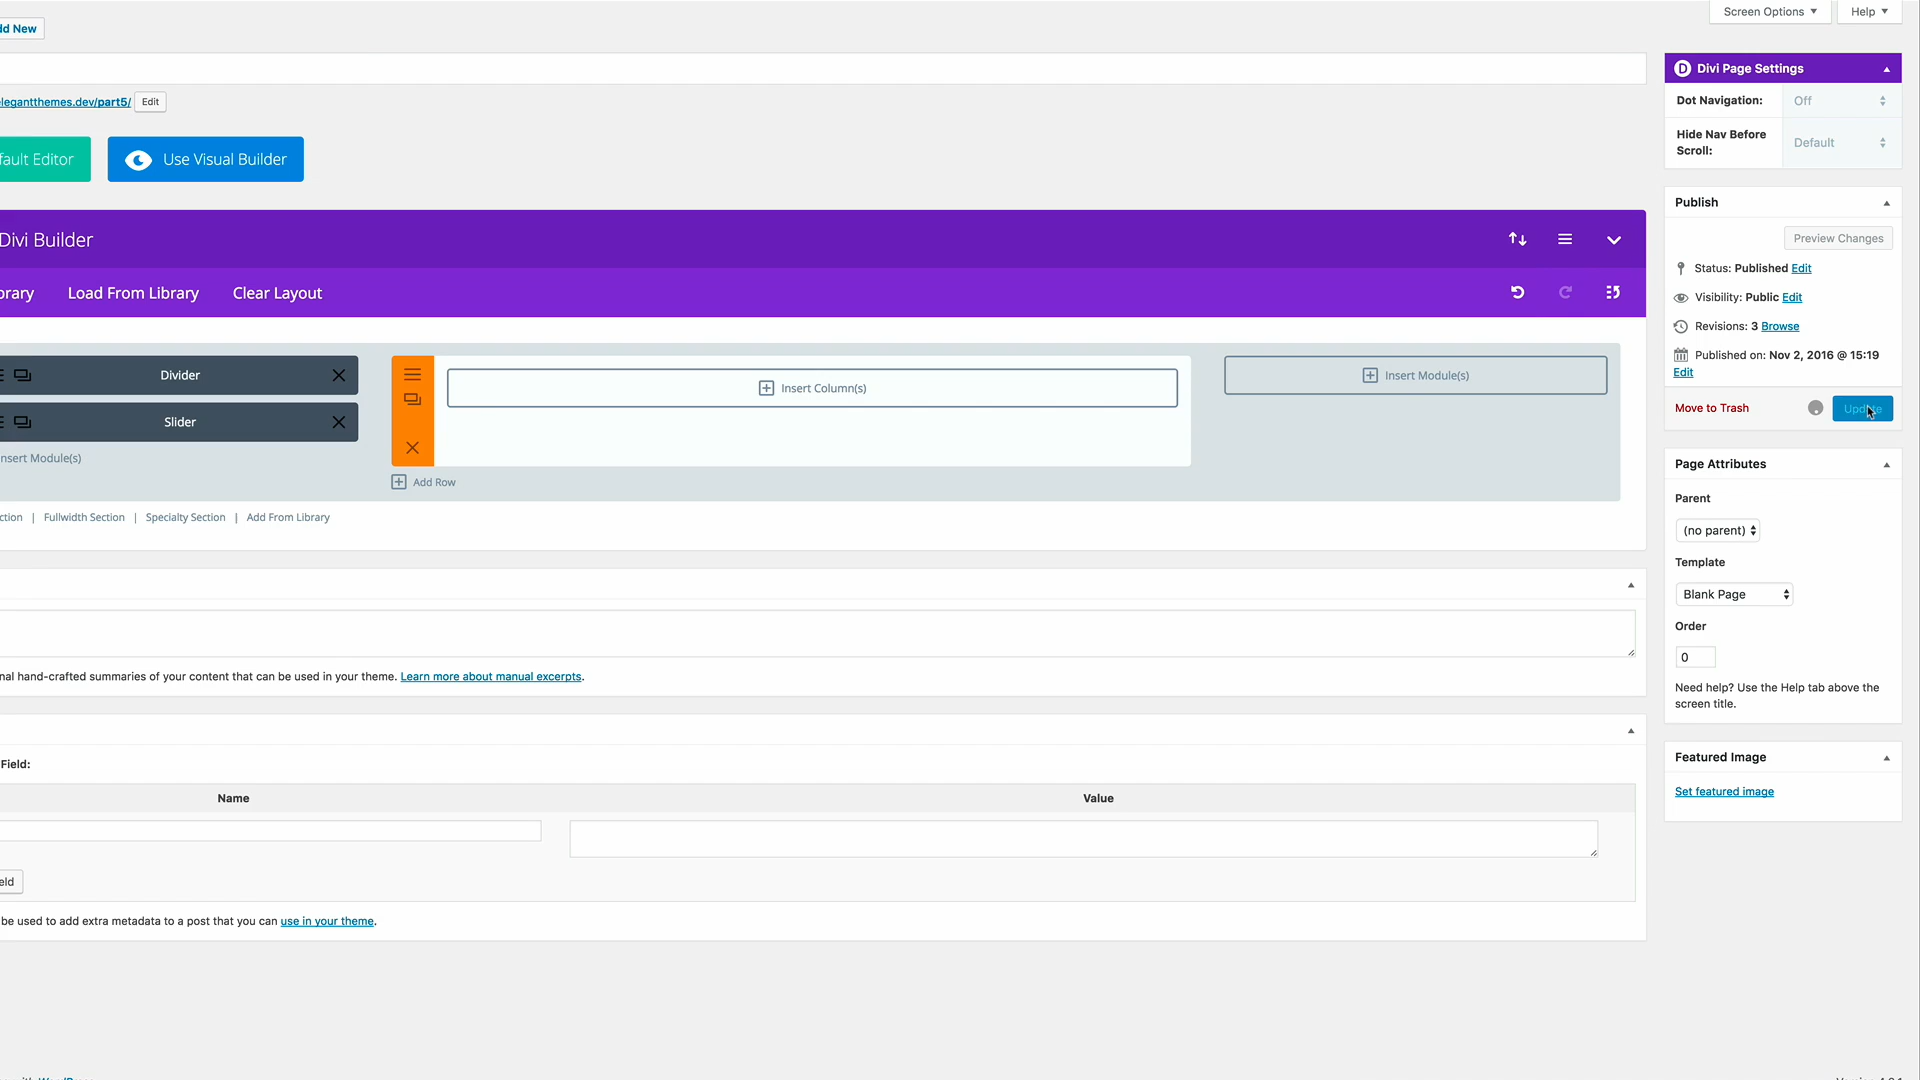 Screen Options
Help
dd New
legantthemes.dev/part5/
Edit
fault Editor
Use Visual Builder
Divi Builder
brary
Load From Library
Clear Layout
Divider
Slider
nsert Module(s)
Insert Column(s)
Add Row
Insert Module(s)
ction | Fullwidth Section | Specialty Section | Add From Library
nal hand-crafted summaries of your content that can be used in your theme. Learn more about manual excerpts.
Field:
Name
Value
eld
be used to add extra metadata to a post that you can use in your theme.
Divi Page Settings
Dot Navigation:
Off
Hide Nav Before
Scroll:
Default
Publish
Preview Changes
Status: Published Edit
Visibility: Public Edit
Revisions: 3 Browse
Published on: Nov 2, 2016 @ 15:19
Edit
Move to Trash
Update
Page Attributes
Parent
(no parent)
Template
Blank Page
Order
0
Need help? Use the Help tab above the
screen title.
Featured Image
Set featured image